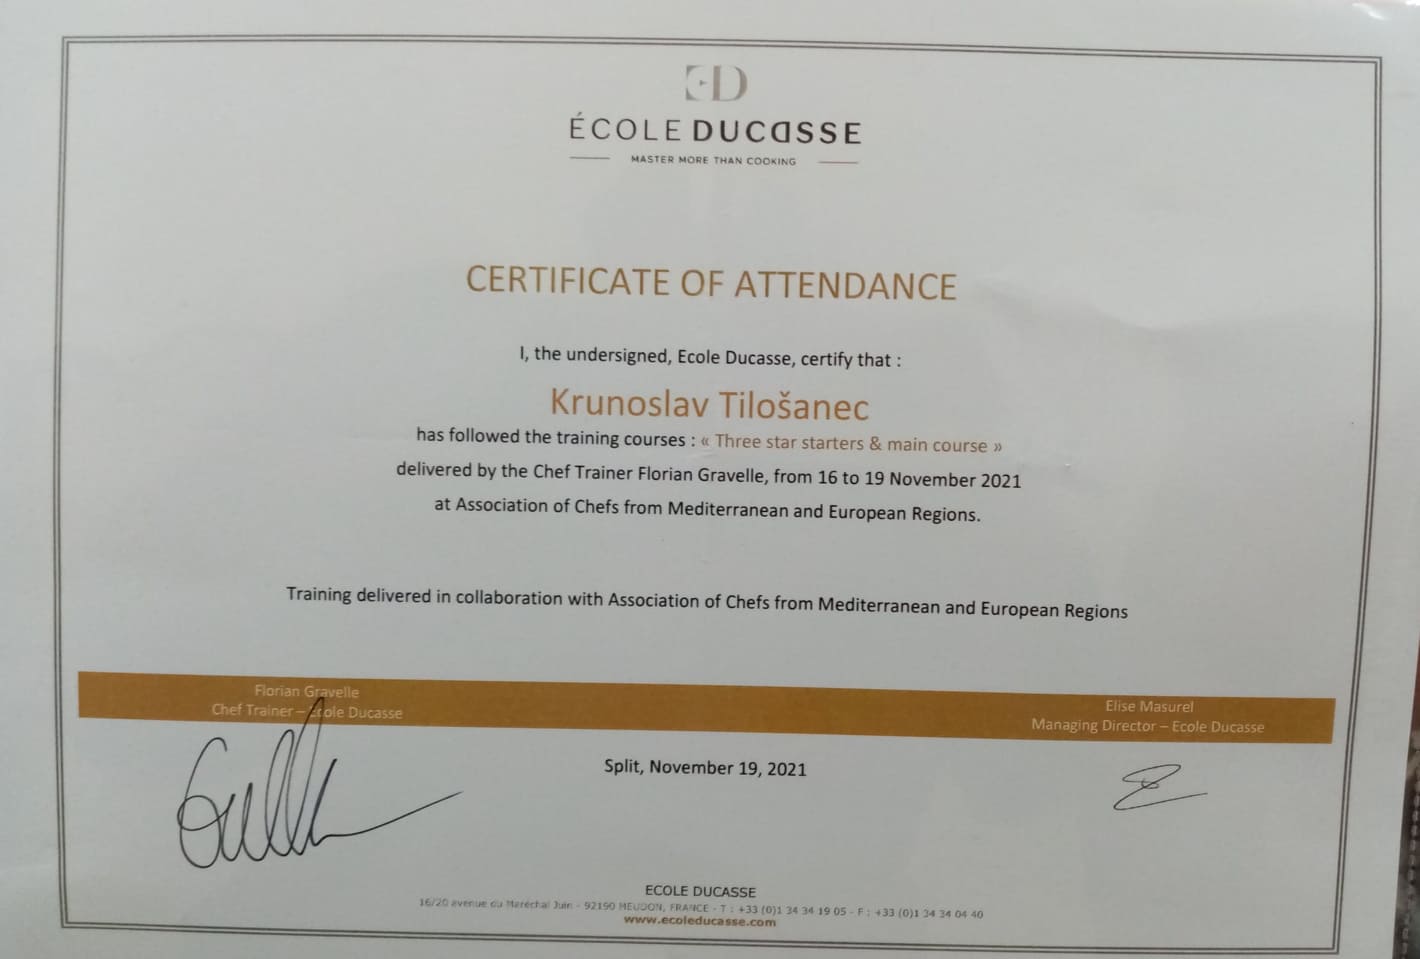 ÉCOLE DUCASSE
MASTER MORE THAN COOKING
CERTIFICATE OF ATTENDANCE
I, the undersigned, Ecole Ducasse, certify that :
Krunoslav Tilošanec
has followed the training courses : « Three star starters & main course »
delivered by the Chef Trainer Florian Gravelle, from 16 to 19 November 2021
at Association of Chefs from Mediterranean and European Regions.
Training delivered in collaboration with Association of Chefs from Mediterranean and European Regions
Florian Gravelle
Chef Trainer – Ecole Ducasse
Elise Masurel
Managing Director – Ecole Ducasse
Split, November 19, 2021
ECOLE DUCASSE
16/20 avenue du Maréchal Juin - 92190 MEUDON, FRANCE - T : +33 (0)1 34 34 19 05 - F : +33 (0)1 34 34 04 40
www.ecoleducasse.com